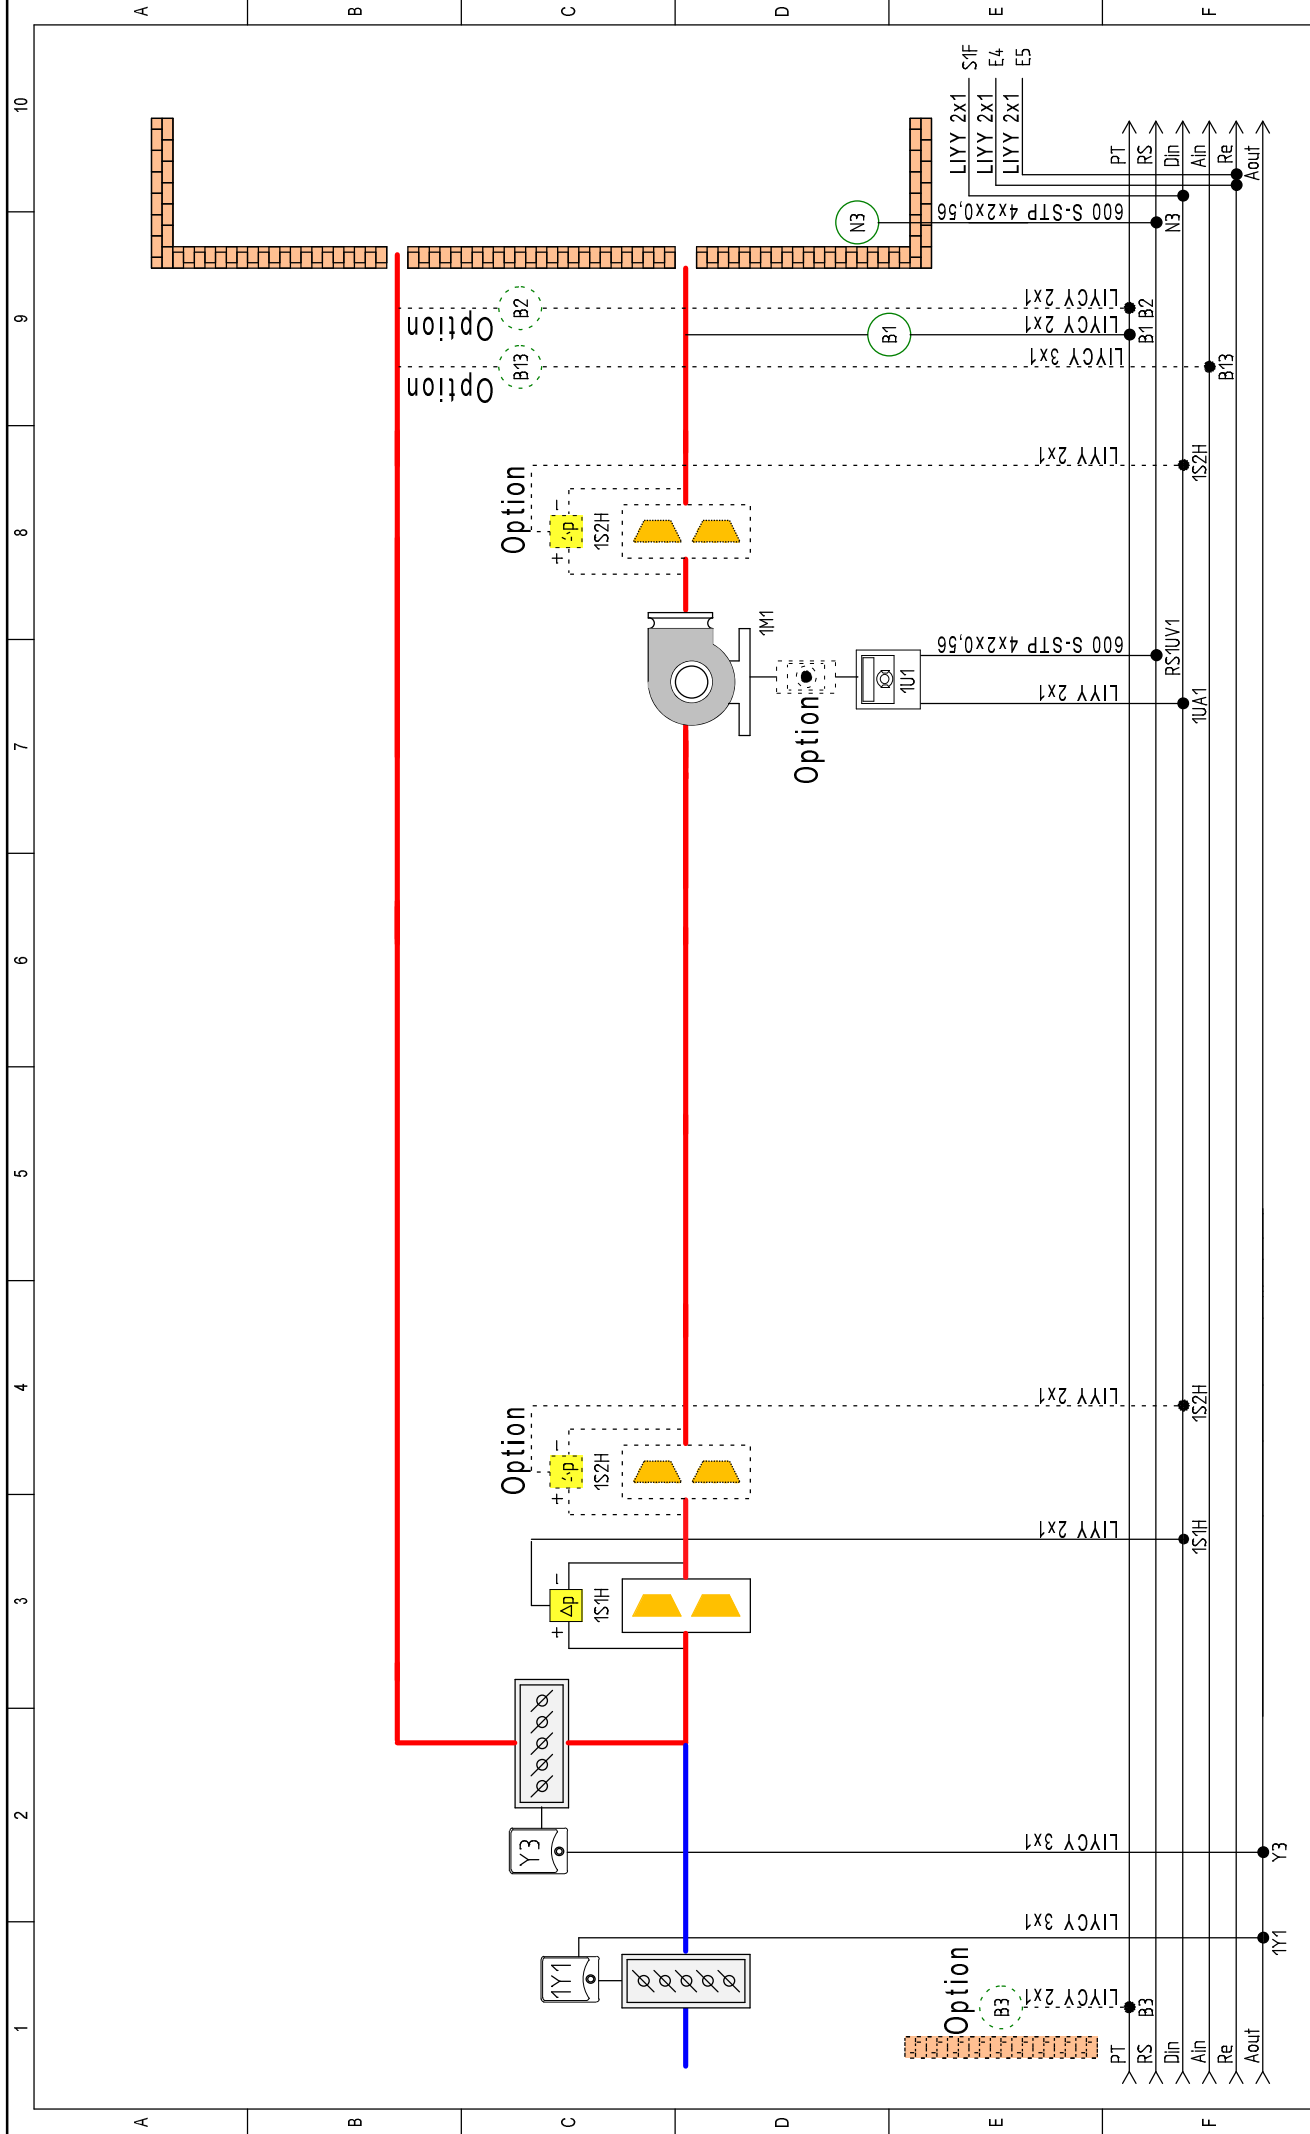 A
B
C
D
E
F
10
9
8
7
6
5
4
3
2
1
S1F
E4
E5
LIYY 2x1
LIYY 2x1
LIYY 2x1
PT
RS
Din
Ain
Re
Aout
N3
600 S-STP 4x2x0,56
N3
B2
Option
LIYCY 2x1
B2
B1
LIYCY 2x1
B1
B13
Option
LIYCY 3x1
B13
Option
LIYY 2x1
1S2H
+
-
1S2H
1M1
Option
1U1
600 S-STP 4x2x0,56
RS1UV1
LIYY 2x1
1UA1
Option
LIYY 2x1
1S2H
+
-
1S2H
LIYY 2x1
1S1H
+
Δp
-
1S1H
Y3
LIYCY 3x1
Y3
1Y1
LIYCY 3x1
1Y1
Option
B3
LIYCY 2x1
B3
PT
RS
Din
Ain
Re
Aout
A
B
C
D
E
F